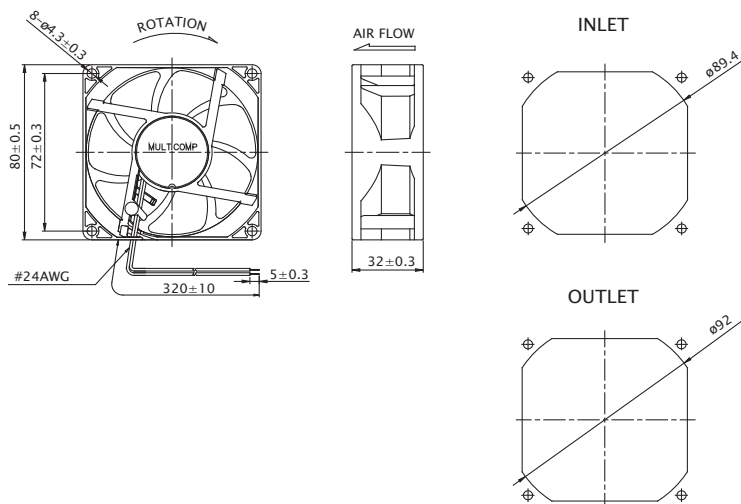 8-ø4.3±0.3
ROTATION
AIR FLOW
INLET
ø89.4
80±0.5
72±0.3
MULTICOMP
#24AWG
5±0.3
320±10
32±0.3
OUTLET
ø92